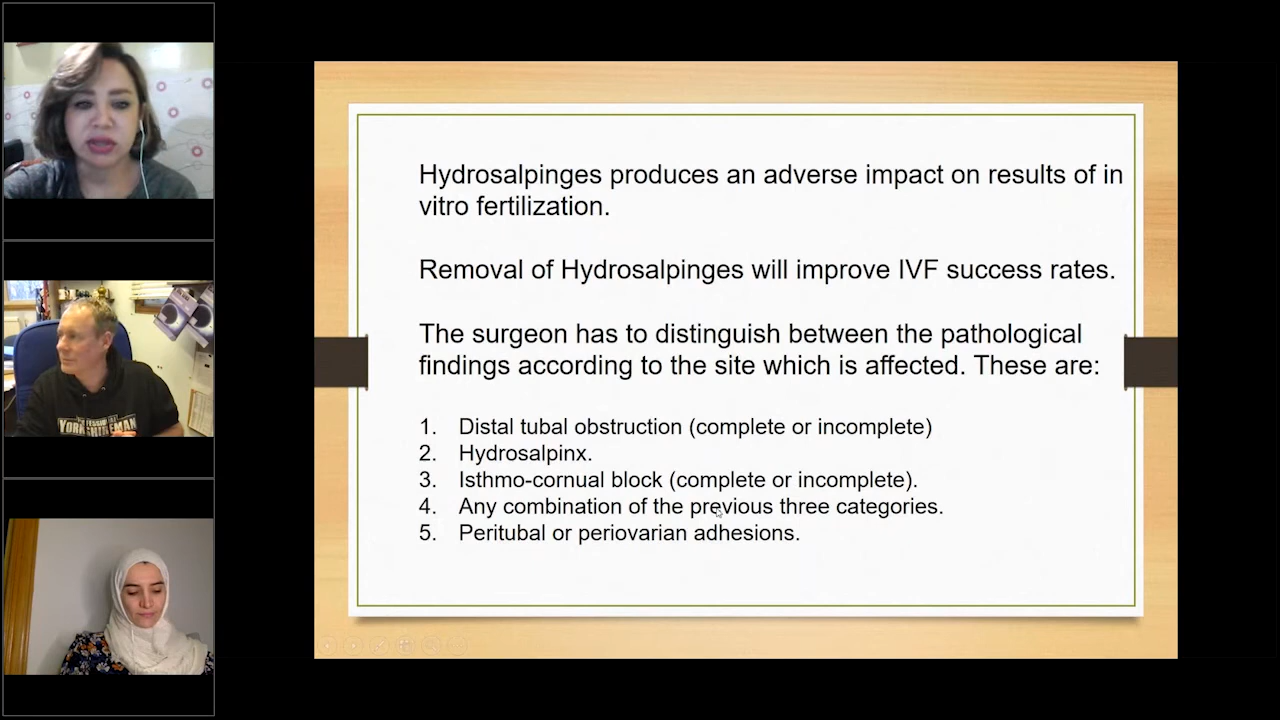 Hydrosalpinges produces an adverse impact on results of in
vitro fertilization.
Removal of Hydrosalpinges will improve IVF success rates.
The surgeon has to distinguish between the pathological
findings according to the site which is affected. These are:
1. Distal tubal obstruction (complete or incomplete)
2. Hydrosalpinx.
3. Isthmo-cornual block (complete or incomplete).
4. Any combination of the previous three categories.
5. Peritubal or periovarian adhesions.